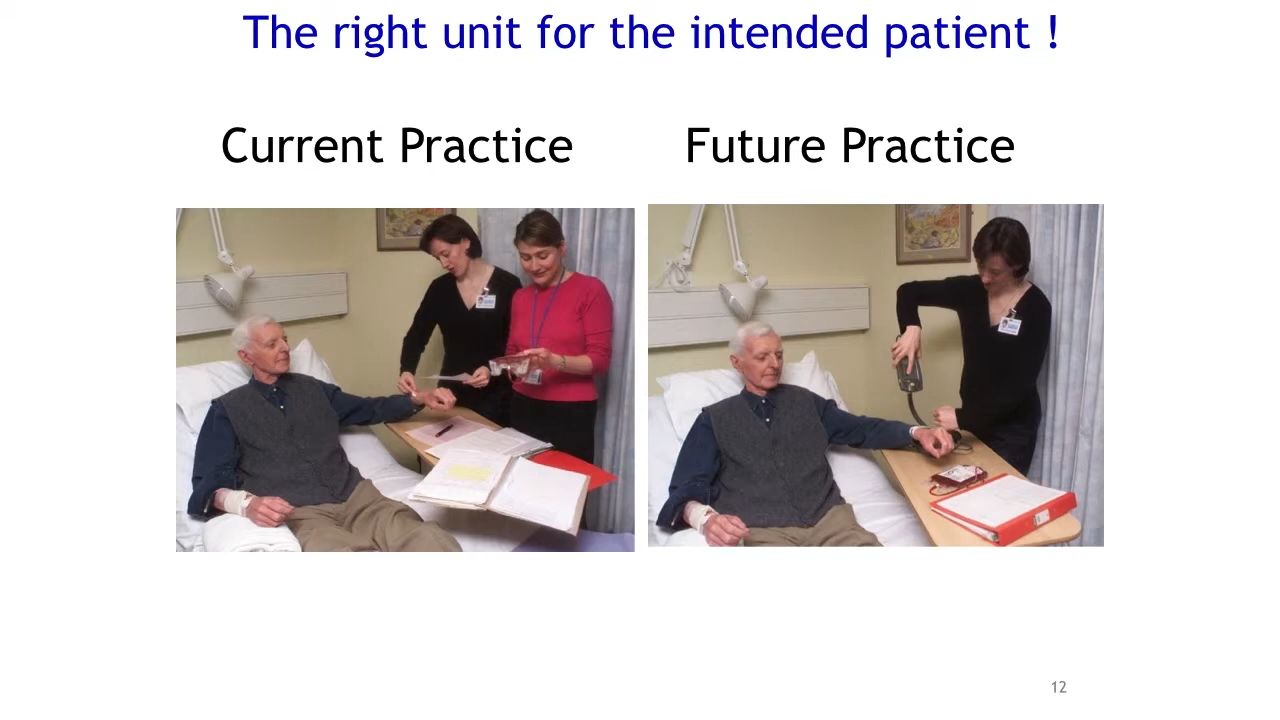 The right unit for the intended patient !
Current Practice
Future Practice
12